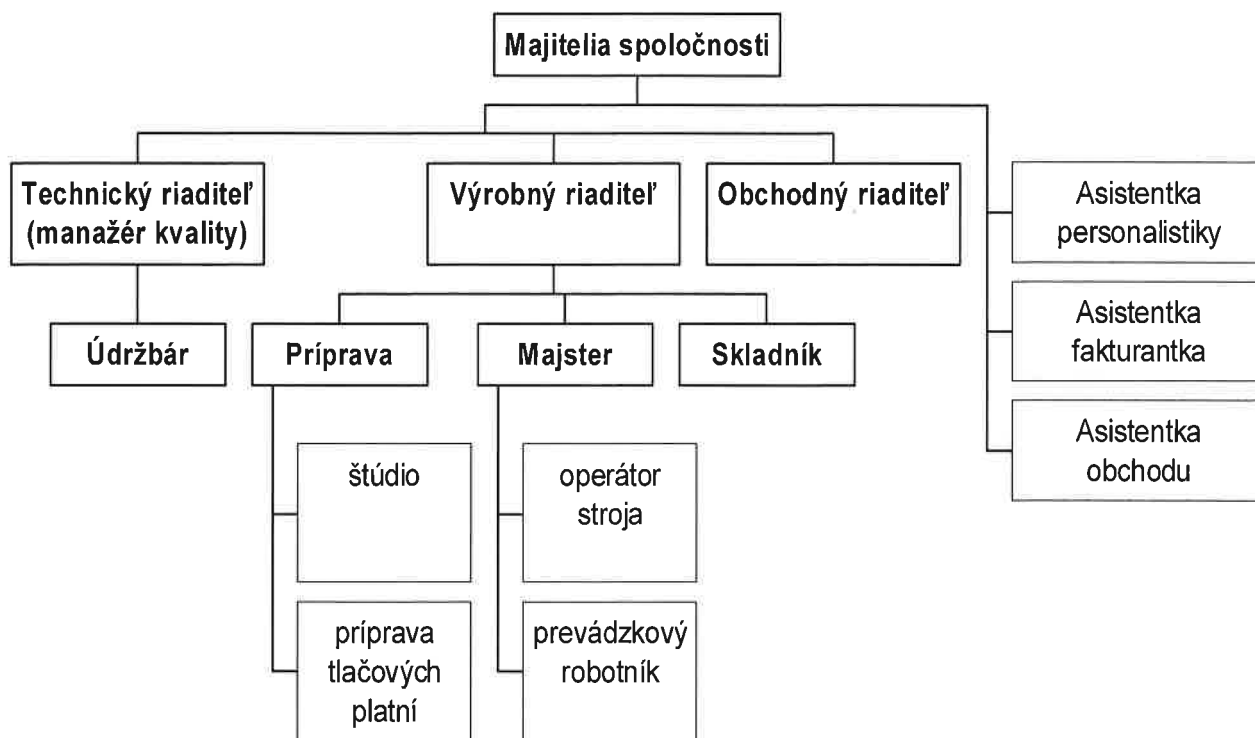 Majitelia spoločnosti
Technický riaditeľ
(manažér kvality)
Výrobný riaditeľ
Obchodný riaditeľ
Asistentka
personalistiky
Údržbár
Príprava
Majster
Skladník
Asistentka
fakturantka
Asistentka
obchodu
štúdio
operátor
stroja
príprava
tlačových
platní
prevádzkový
robotník